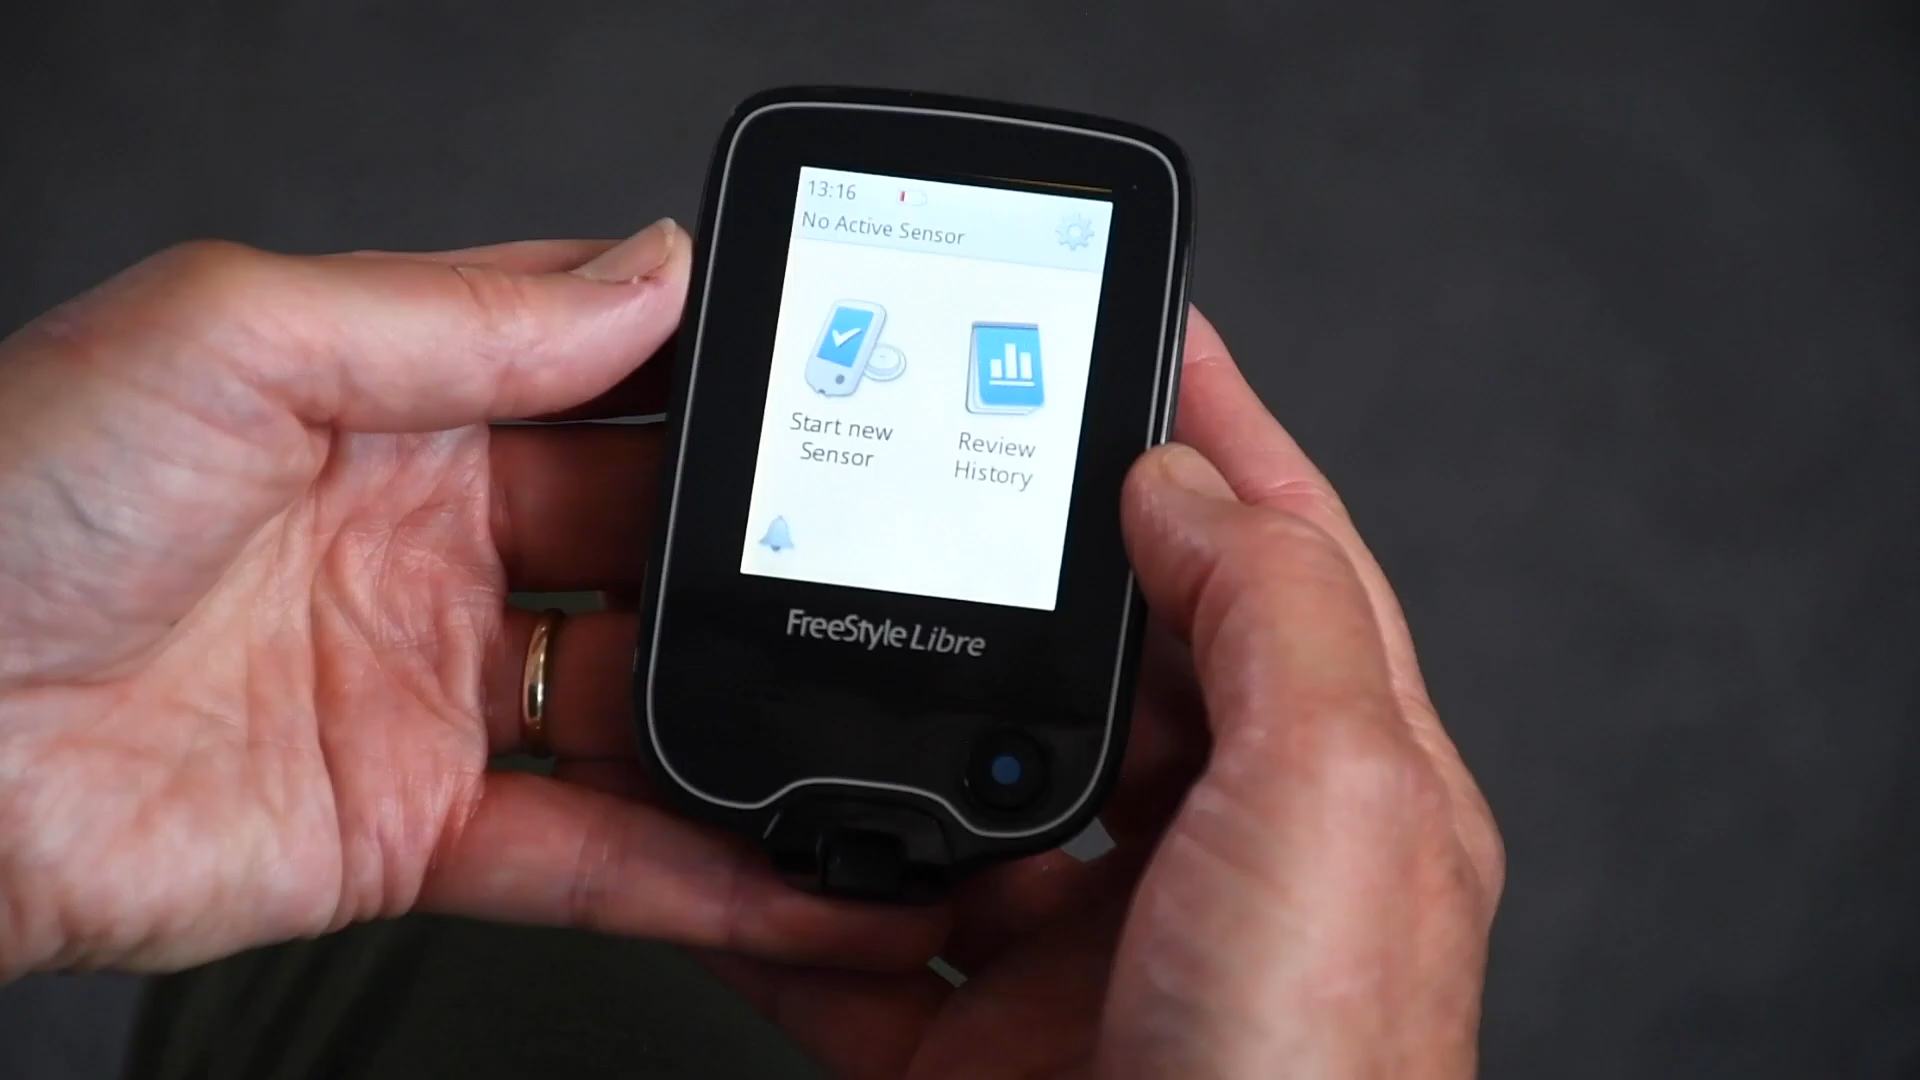 13:16
No Active Sensor
Start new
Sensor
Review
History
FreeStyle Libre